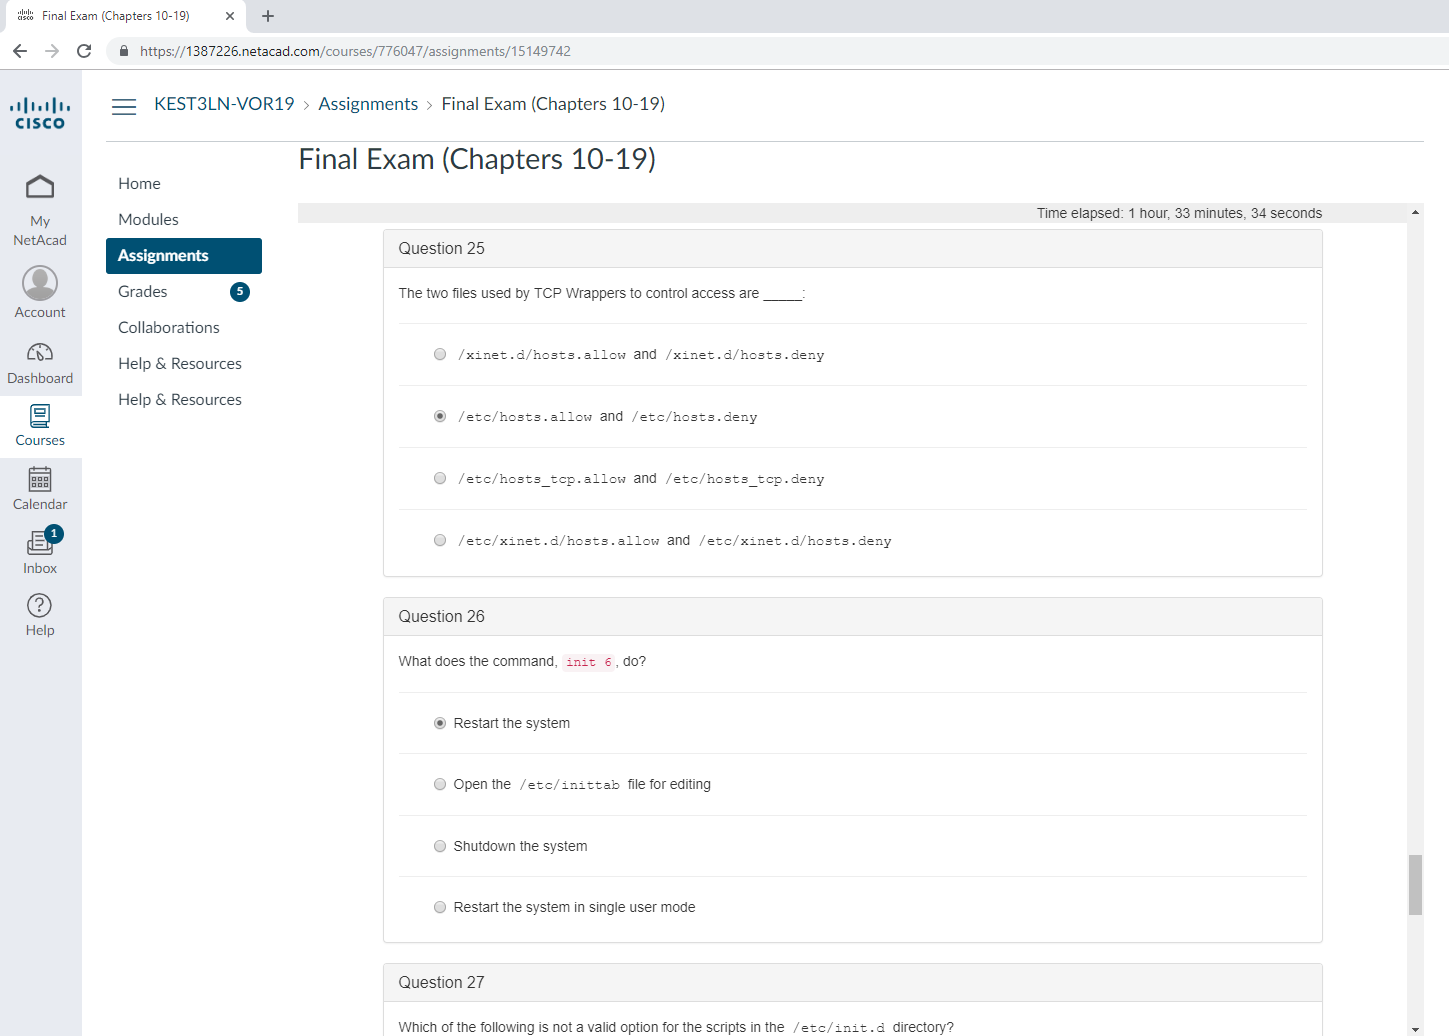 Final Exam (Chapters 10-19)
https://1387226.netacad.com/courses/776047/assignments/15149742
CISCO
KEST3LN-VOR19 > Assignments > Final Exam (Chapters 10-19)
My
NetAcad
Account
Dashboard
Courses
Calendar
1
Inbox
?
Help
Home
Modules
Assignments
Grades 5
Collaborations
Help & Resources
Help & Resources
Final Exam (Chapters 10-19)
Time elapsed: 1 hour, 33 minutes, 34 seconds
Question 25
The two files used by TCP Wrappers to control access are _____:
/xinet.d/hosts.allow and /xinet.d/hosts.deny
/etc/hosts.allow and /etc/hosts.deny
/etc/hosts_tcp.allow and /etc/hosts_tcp.deny
/etc/xinet.d/hosts.allow and /etc/xinet.d/hosts.deny
Question 26
What does the command, init 6, do?
Restart the system
Open the /etc/inittab file for editing
Shutdown the system
Restart the system in single user mode
Question 27
Which of the following is not a valid option for the scripts in the /etc/init.d directory?